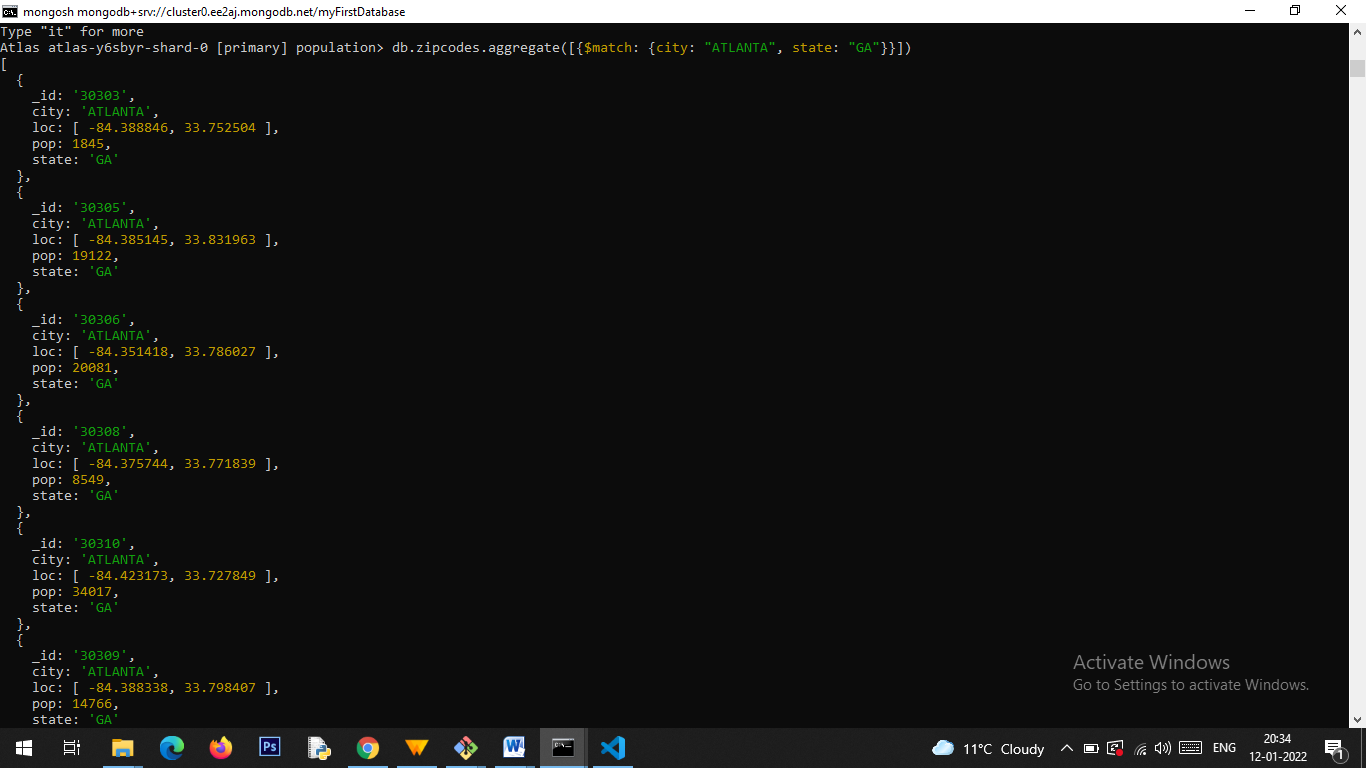 mongosh mongodb+srv://cluster0.ee2aj.mongodb.net/myFirstDatabase
Type "it" for more
Atlas atlas-y6sbyr-shard-0 [primary] population> db.zipcodes.aggregate([{$match: {city: "ATLANTA", state: "GA"}}])
[
  {
    _id: '30303',
    city: 'ATLANTA',
    loc: [ -84.388846, 33.752504 ],
    pop: 1845,
    state: 'GA'
  },
  {
    _id: '30305',
    city: 'ATLANTA',
    loc: [ -84.385145, 33.831963 ],
    pop: 19122,
    state: 'GA'
  },
  {
    _id: '30306',
    city: 'ATLANTA',
    loc: [ -84.351418, 33.786027 ],
    pop: 20081,
    state: 'GA'
  },
  {
    _id: '30308',
    city: 'ATLANTA',
    loc: [ -84.375744, 33.771839 ],
    pop: 8549,
    state: 'GA'
  },
  {
    _id: '30310',
    city: 'ATLANTA',
    loc: [ -84.423173, 33.727849 ],
    pop: 34017,
    state: 'GA'
  },
  {
    _id: '30309',
    city: 'ATLANTA',
    loc: [ -84.388338, 33.798407 ],
    pop: 14766,
    state: 'GA'
Activate Windows
Go to Settings to activate Windows.
Ps
W
C:\.
11°C Cloudy
ENG
20:34
12-01-2022
1